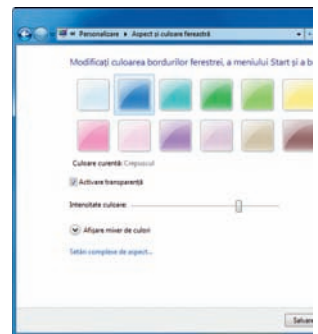 « Personalizare ▸ Aspect și culoare fereastră
Modificați culoarea bordurilor ferestrei, a meniului Start și a b
Culoare curentă: Crepuscul
Activare transparență
Intensitate culoare:
Afișare mixer de culori
Setări complexe de aspect...
Salvare